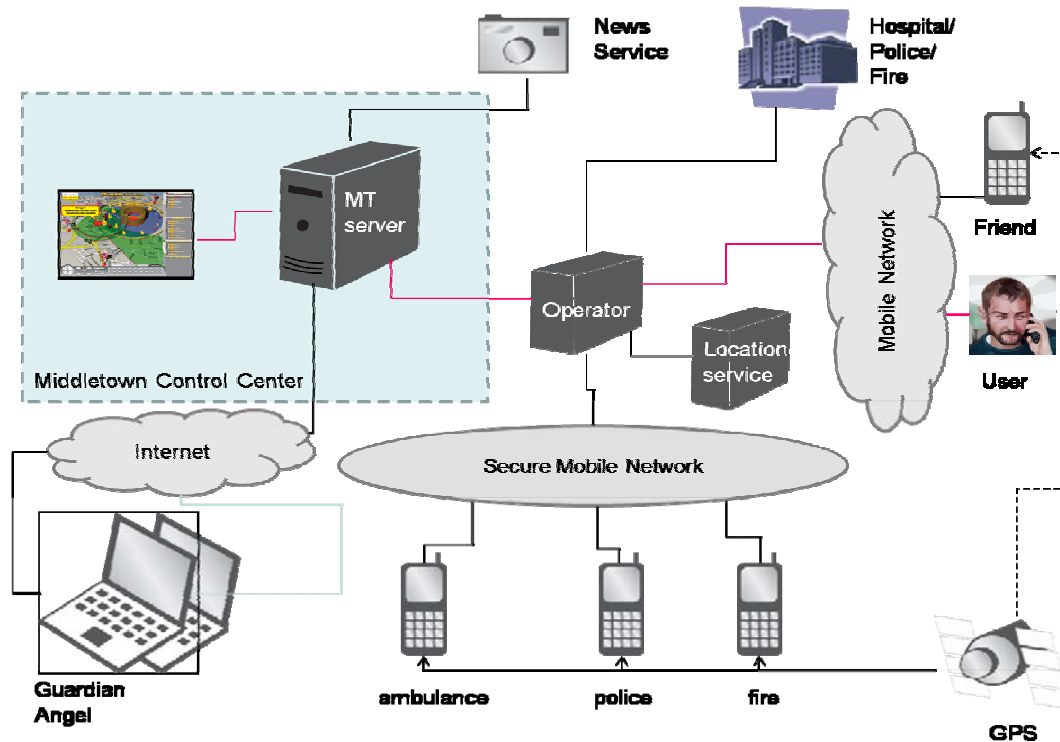 News
Service
Hospital/
Police/
Fire
MT
server
Friend
Mobile Network
Operator
Location
service
User
Middletown Control Center
Internet
Secure Mobile Network
Guardian
Angel
ambulance
police
fire
GPS